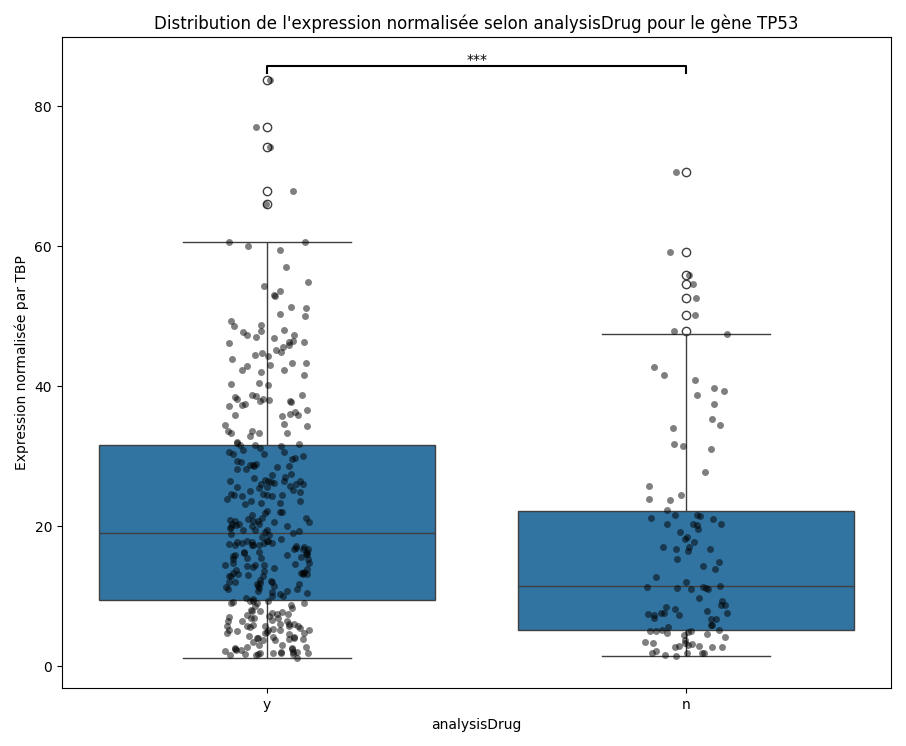 Distribution de l'expression normalisée selon analysisDrug pour le gène TP53
***
80
60
40
20
0
Expression normalisée par TBP
y
n
analysisDrug